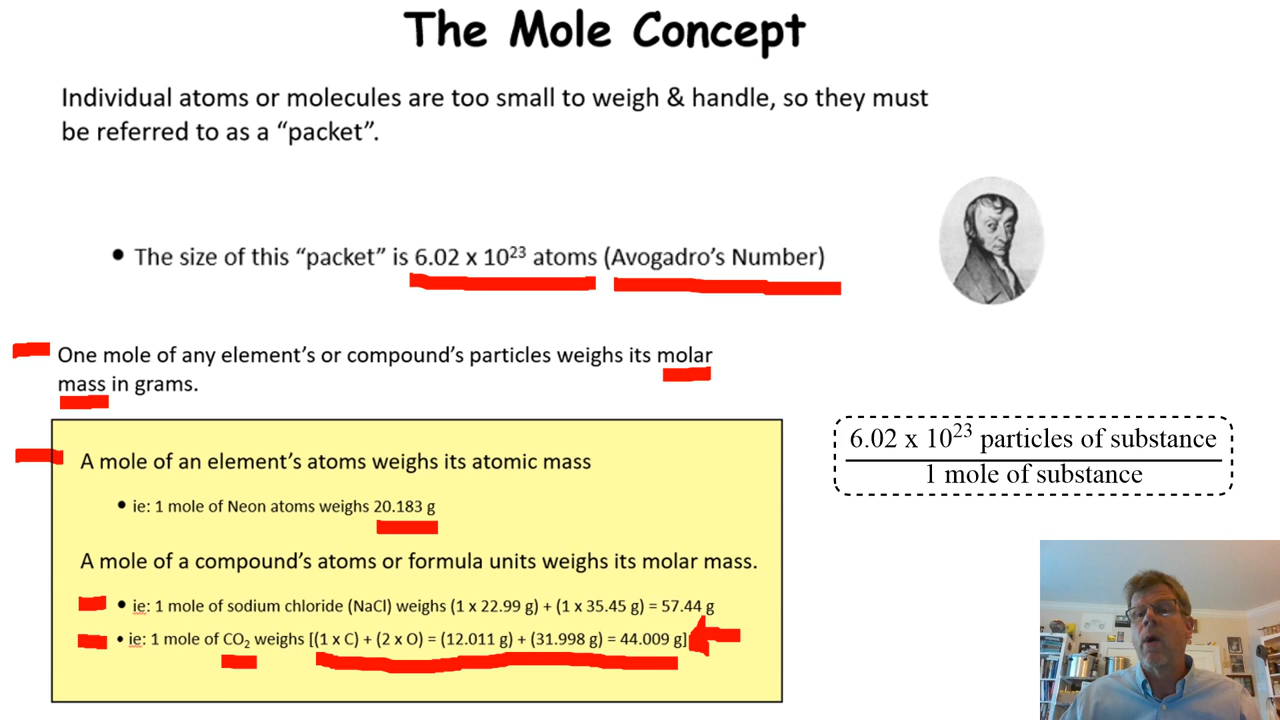 The Mole Concept
Individual atoms or molecules are too small to weigh & handle, so they must
be referred to as a “packet”.
• The size of this “packet” is 6.02 x 10²³ atoms (Avogadro’s Number)
One mole of any element’s or compound’s particles weighs its molar
mass in grams.
A mole of an element’s atoms weighs its atomic mass
• ie: 1 mole of Neon atoms weighs 20.183 g
A mole of a compound’s atoms or formula units weighs its molar mass.
• ie: 1 mole of sodium chloride (NaCl) weighs (1 x 22.99 g) + (1 x 35.45 g) = 57.44 g
• ie: 1 mole of CO₂ weighs [(1 x C) + (2 x O) = (12.011 g) + (31.998 g) = 44.009 g]
6.02 x 10²³ particles of substance
1 mole of substance